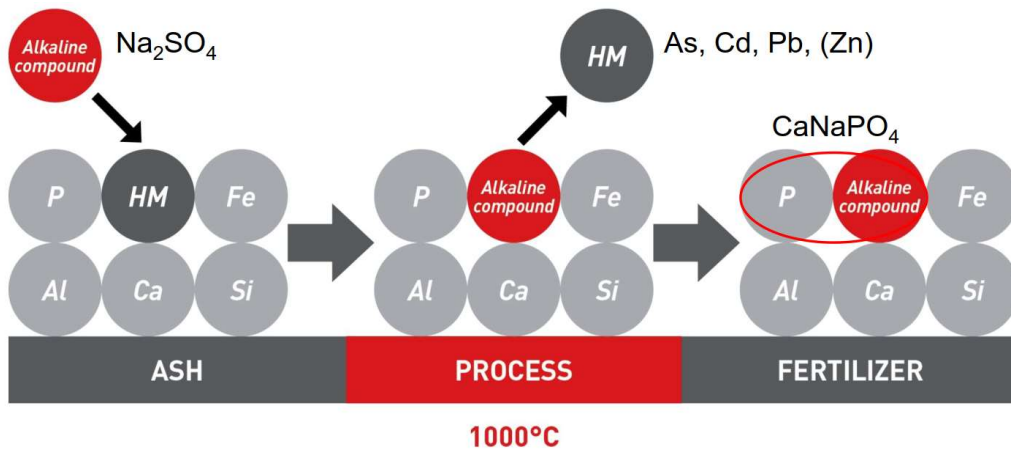 Alkaline
compound
Na₂SO₄
HM
As, Cd, Pb, (Zn)
CaNaPO₄
P HM Fe
P Alkaline
compound Fe
P Alkaline
compound Fe
Al Ca Si
Al Ca Si
Al Ca Si
ASH
PROCESS
FERTILIZER
1000°C